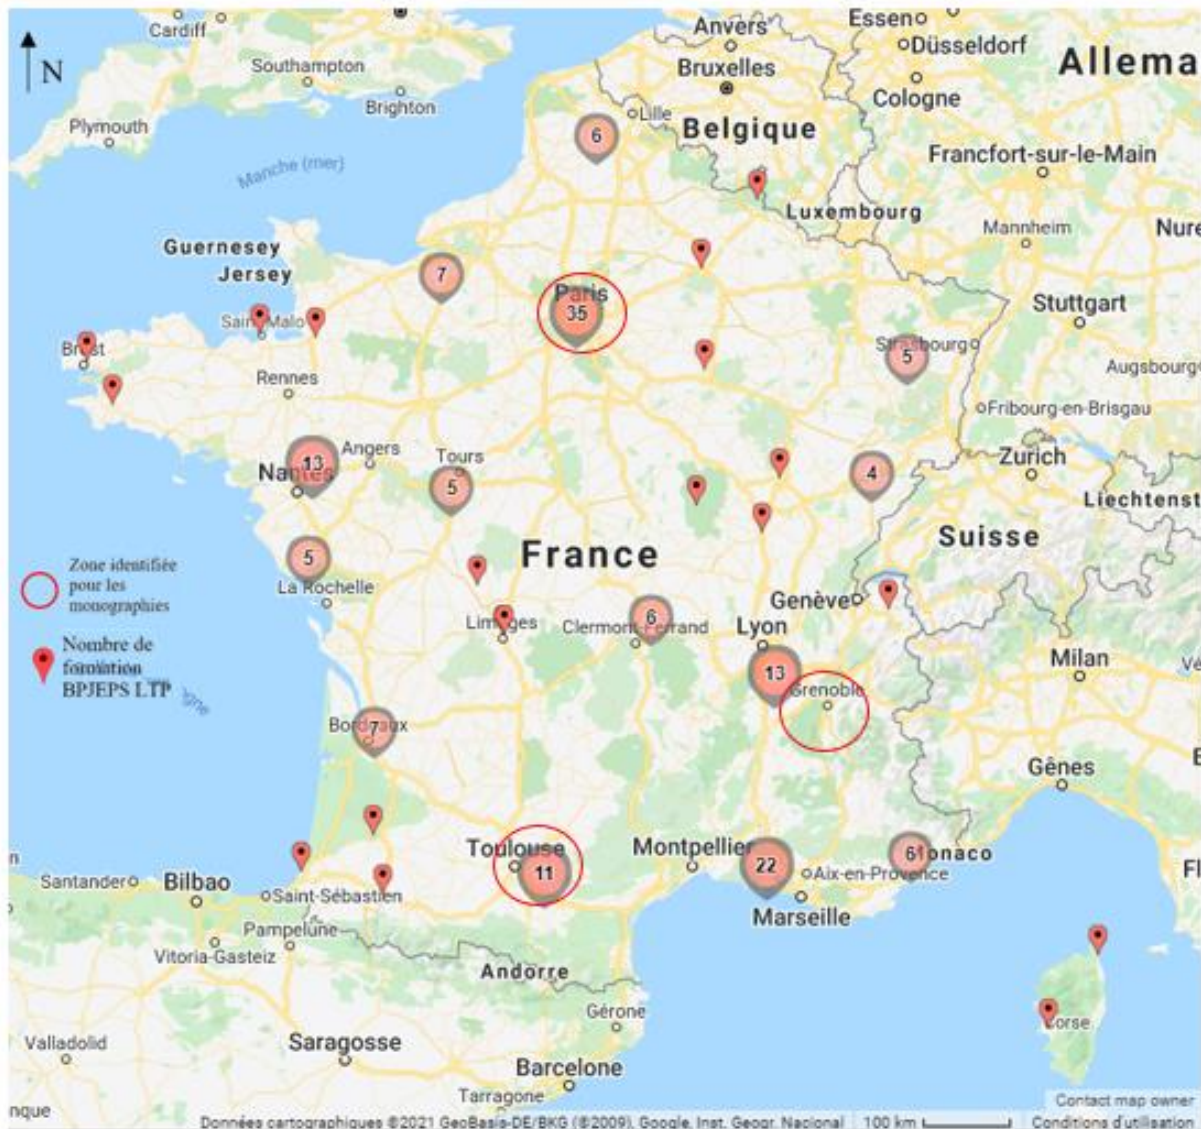 Cardiff
Anvers
Essen
Düsseldorf
Allema
N
Southampton
Bruxelles
Cologne
Brighton
Plymouth
6
Lille
Belgique
Francfort-sur-le-Main
Manche (mer)
Luxembourg
Mannheim
Nure
Guernesey
Jersey
7
Paris
35
Stuttgart
Saint-Malo
Strasbourg
5
Brest
Augsbourg
Rennes
Fribourg-en-Brisgau
13
Angers
Tours
Zurich
Nantes
5
4
Liechtenst
France
Suisse
5
Zone identifiée
pour les
monographies
La Rochelle
Genève
Limoges
6
Clermont-Ferrand
Lyon
Nombre de
formation
BPJEPS LTP
13
Milan
Grenoble
Bordeaux
7
Gênes
Toulouse
11
Montpellier
22
6
Monaco
Aix-en-Provence
Santander
Bilbao
Saint-Sébastien
Marseille
Pampelune
Vitoria-Gasteiz
Andorre
Gérone
Corse
Valladolid
Saragosse
Barcelone
Tarragone
Contact map owner
nque
Données cartographiques ©2021 GeoBasis-DE/BKG (©2009), Google, Inst. Geogr. Nacional
100 km
Conditions d'utilisation